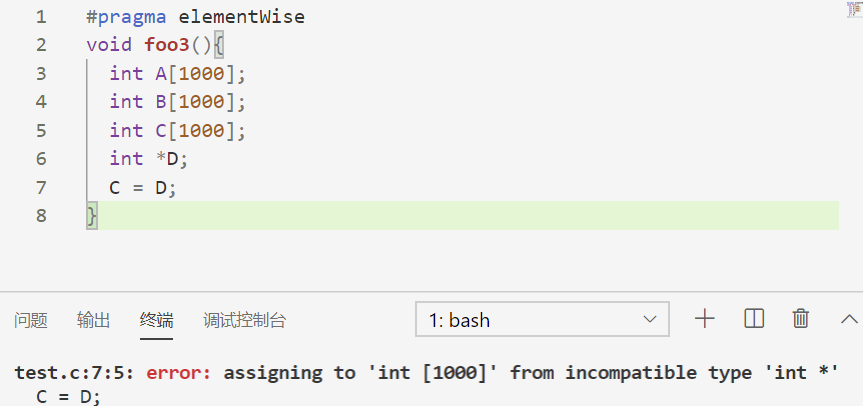 1 #pragma elementWise
2 void foo3(){
3 int A[1000];
4 int B[1000];
5 int C[1000];
6 int *D;
7 C = D;
8 }
问题 输出 终端 调试控制台 1: bash
test.c:7:5: error: assigning to 'int [1000]' from incompatible type 'int *'
C = D;